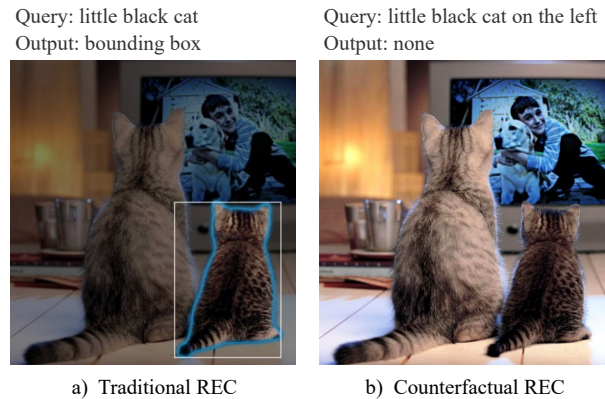 Query: little black cat
Output: bounding box
Query: little black cat on the left
Output: none
a) Traditional REC
b) Counterfactual REC